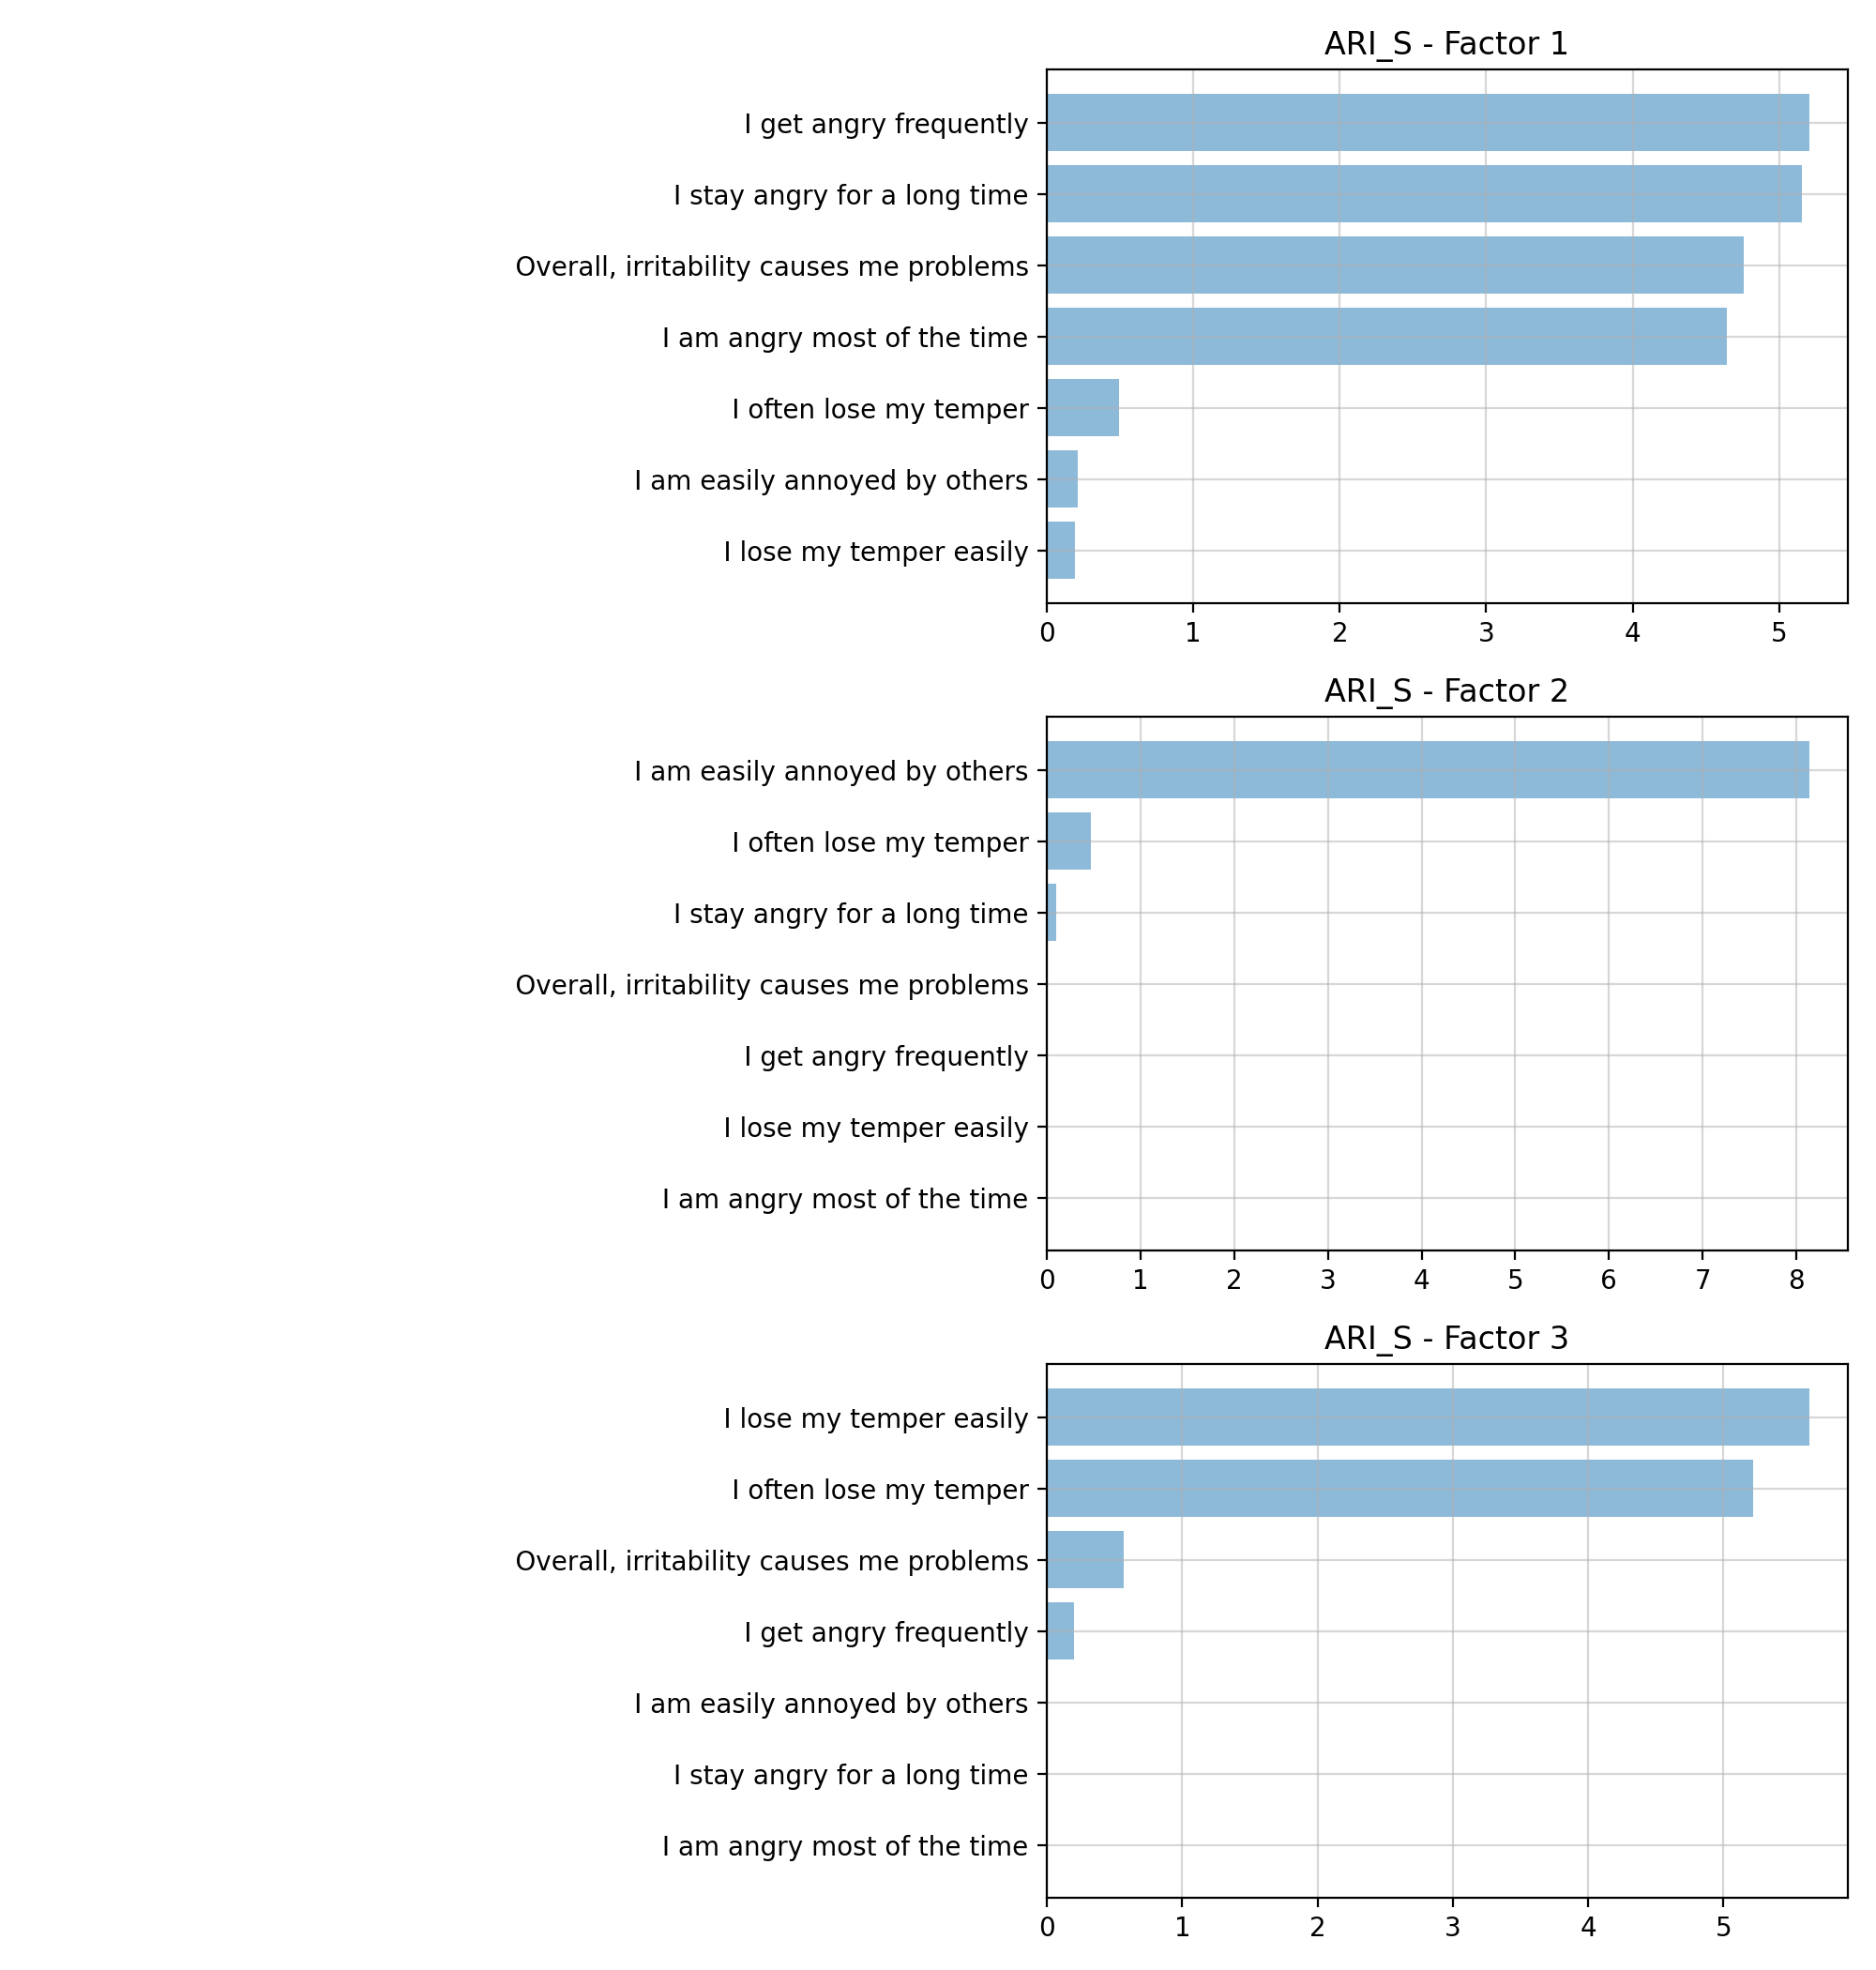 ARI_S - Factor 1
I get angry frequently
I stay angry for a long time
Overall, irritability causes me problems
I am angry most of the time
I often lose my temper
I am easily annoyed by others
I lose my temper easily
0 1 2 3 4 5
ARI_S - Factor 2
I am easily annoyed by others
I often lose my temper
I stay angry for a long time
Overall, irritability causes me problems
I get angry frequently
I lose my temper easily
I am angry most of the time
0 1 2 3 4 5 6 7 8
ARI_S - Factor 3
I lose my temper easily
I often lose my temper
Overall, irritability causes me problems
I get angry frequently
I am easily annoyed by others
I stay angry for a long time
I am angry most of the time
0 1 2 3 4 5